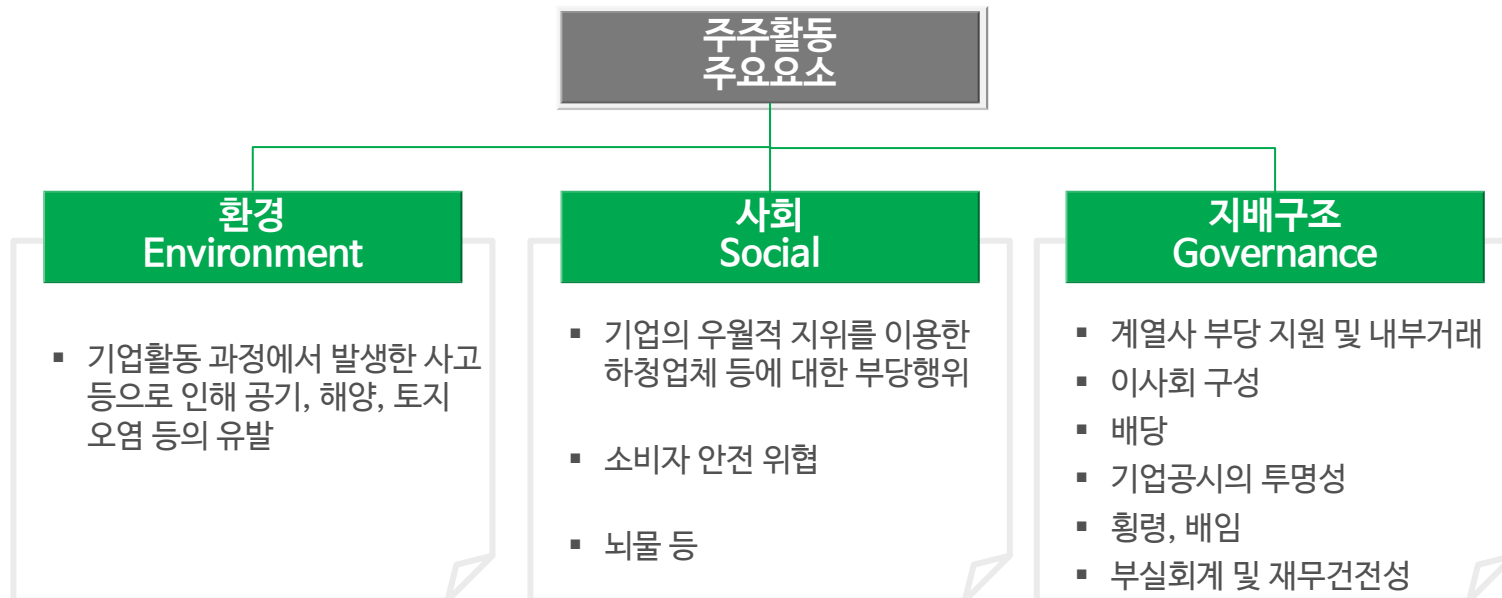 주주활동
주요요소
환경
Environment
▪ 기업활동 과정에서 발생한 사고
등으로 인해 공기, 해양, 토지
오염 등의 유발
사회
Social
▪ 기업의 우월적 지위를 이용한
하청업체 등에 대한 부당행위
▪ 소비자 안전 위협
▪ 뇌물 등
지배구조
Governance
▪ 계열사 부당 지원 및 내부거래
▪ 이사회 구성
▪ 배당
▪ 기업공시의 투명성
▪ 횡령, 배임
▪ 부실회계 및 재무건전성